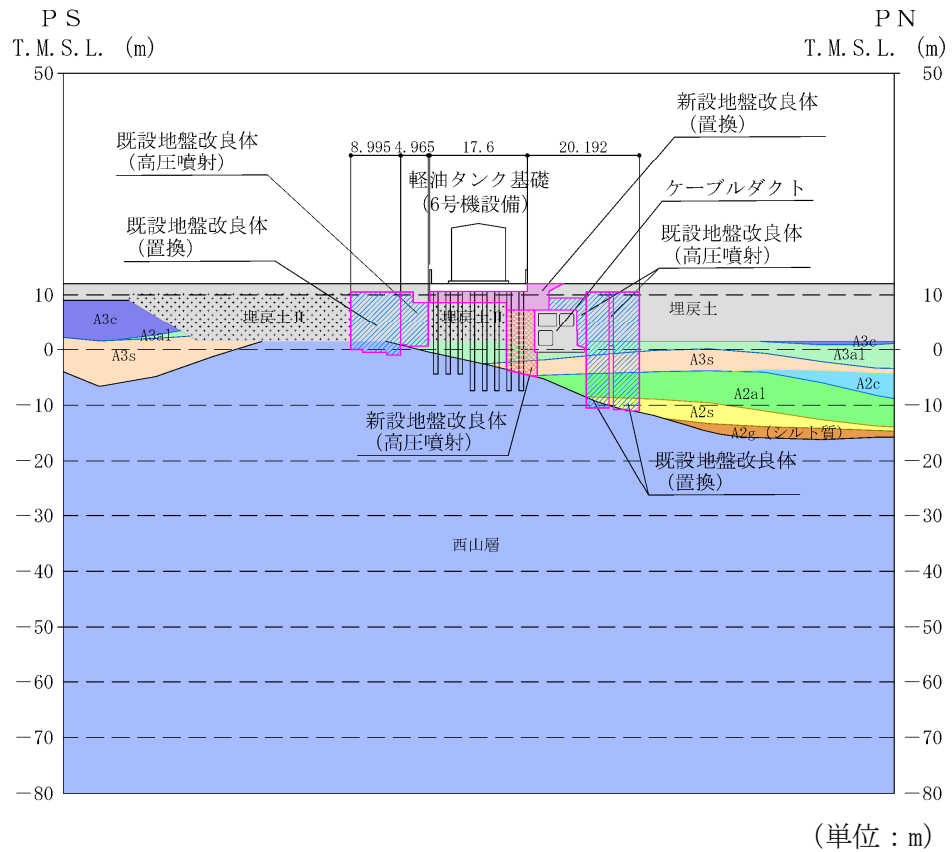 PS
PN
T.M.S.L. (m)
T.M.S.L. (m)
50
50
新設地盤改良体
(置換)
既設地盤改良体
(高圧噴射)
8.995
4.965
17.6
20.192
軽油タンク基礎
(6号機設備)
ケーブルダクト
既設地盤改良体
(置換)
既設地盤改良体
(高圧噴射)
10
10
A3c
埋戻土Ⅱ
埋戻土Ⅱ
埋戻土
A3al
A3c
0
0
A3s
A3s
A3al
A2c
A2al
-10
-10
A2s
新設地盤改良体
(高圧噴射)
A2g(シルト質)
既設地盤改良体
(置換)
-20
-20
-30
-30
西山層
-40
-40
-50
-50
-60
-60
-70
-70
-80
-80
(単位:m)